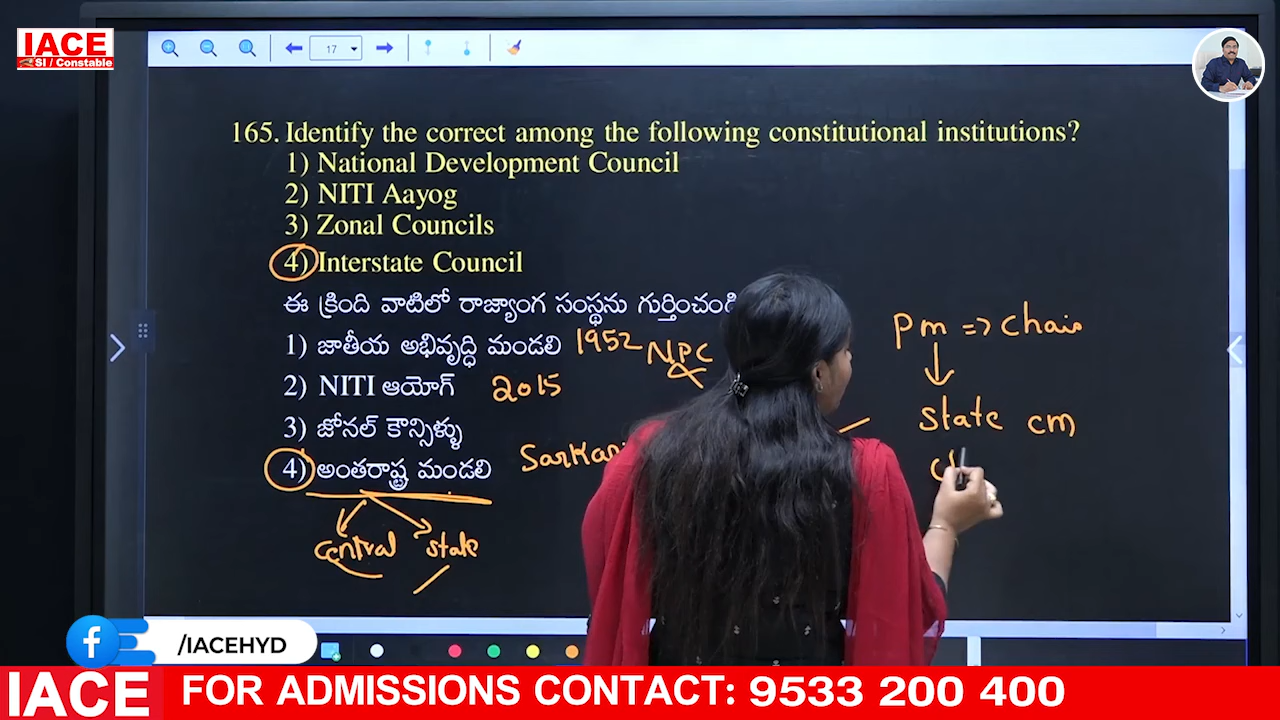 IACE
SI / Constable
17
165. Identify the correct among the following constitutional institutions?
1) National Development Council
2) NITI Aayog
3) Zonal Councils
4) Interstate Council
ఈ క్రింది వాటిలో రాజ్యాంగ సంస్థను గుర్తించండి
1) జాతీయ అభివృద్ధి మండలి 1952 NPC
2) NITI ఆయోగ్ 2015
3) జోనల్ కౌన్సిళ్ళు
4) అంతరాష్ట్ర మండలి
central state
pm => chair
state cm
/IACEHYD
IACE FOR ADMISSIONS CONTACT: 9533 200 400